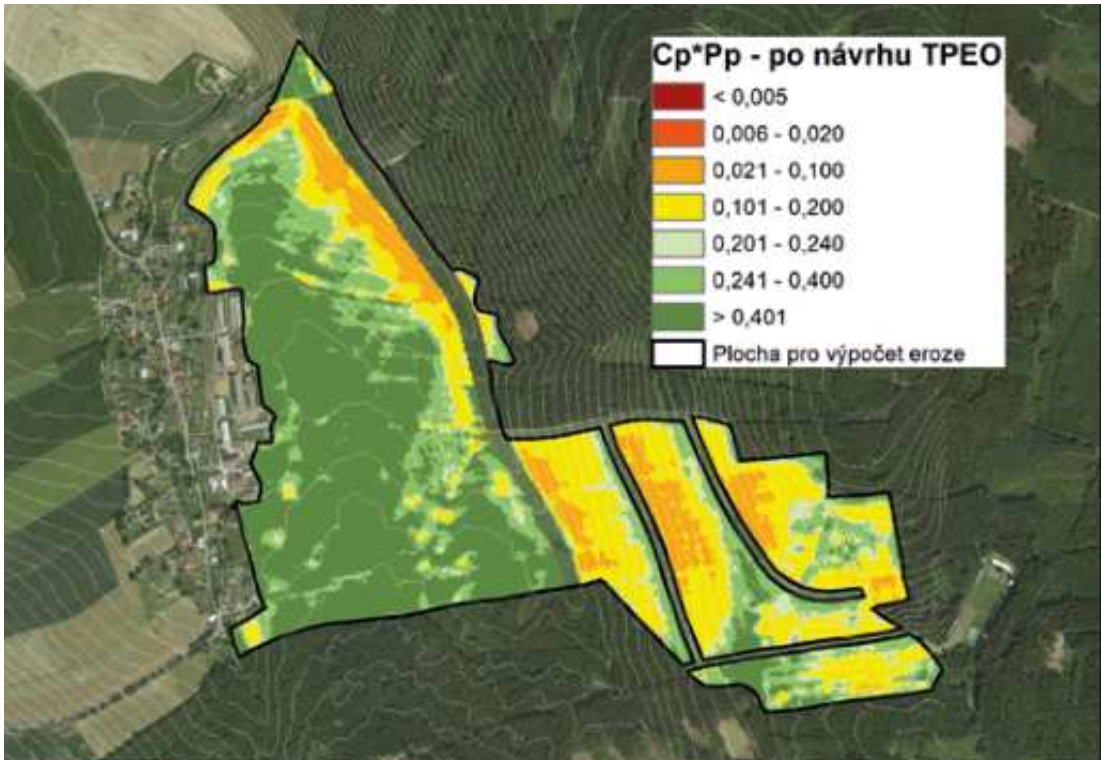 Cp*Pp - po návrhu TPEO
< 0,005
0,006 - 0,020
0,021 - 0,100
0,101 - 0,200
0,201 - 0,240
0,241 - 0,400
> 0,401
Plocha pro výpočet eroze